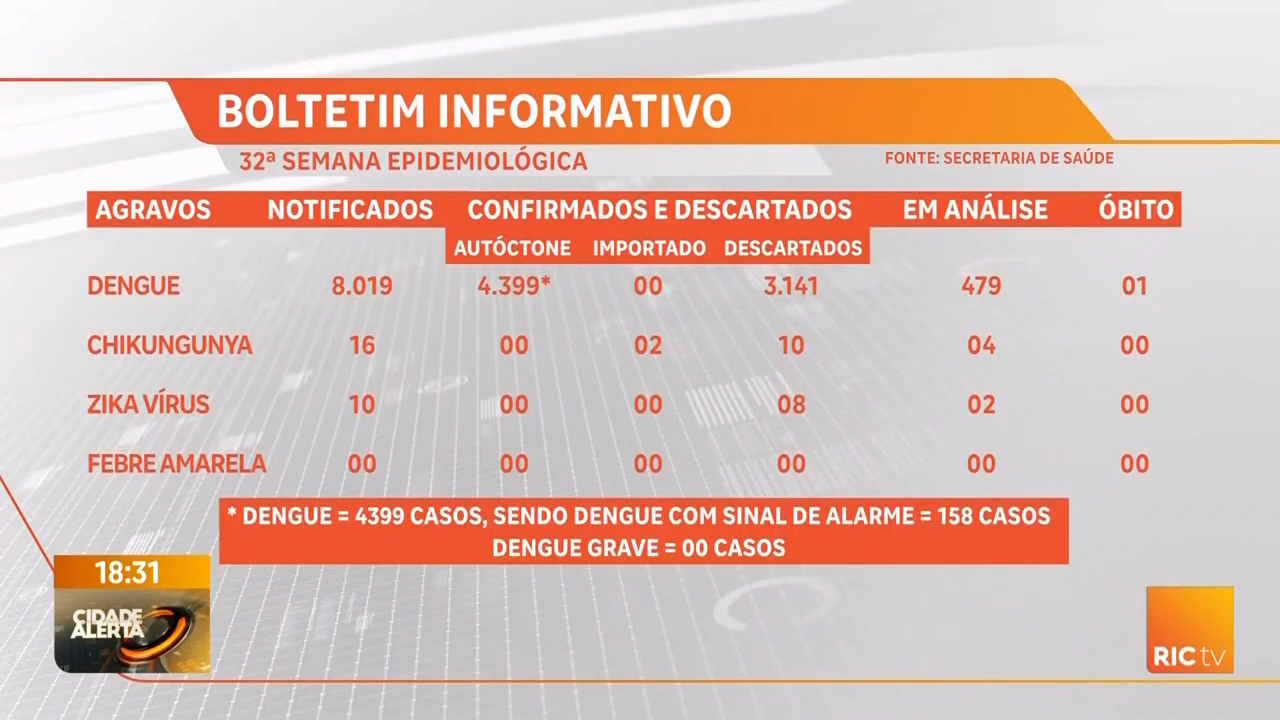 BOLTETIM INFORMATIVO
32ª SEMANA EPIDEMIOLÓGICA
FONTE: SECRETARIA DE SAÚDE
AGRAVOS NOTIFICADOS CONFIRMADOS E DESCARTADOS EM ANÁLISE ÓBITO
AUTÓCTONE IMPORTADO DESCARTADOS
DENGUE 8.019 4.399* 00 3.141 479 01
CHIKUNGUNYA 16 00 02 10 04 00
ZIKA VÍRUS 10 00 00 08 02 00
FEBRE AMARELA 00 00 00 00 00 00
* DENGUE = 4399 CASOS, SENDO DENGUE COM SINAL DE ALARME = 158 CASOS
DENGUE GRAVE = 00 CASOS
18:31
CIDADE
ALERTA
RIC tv